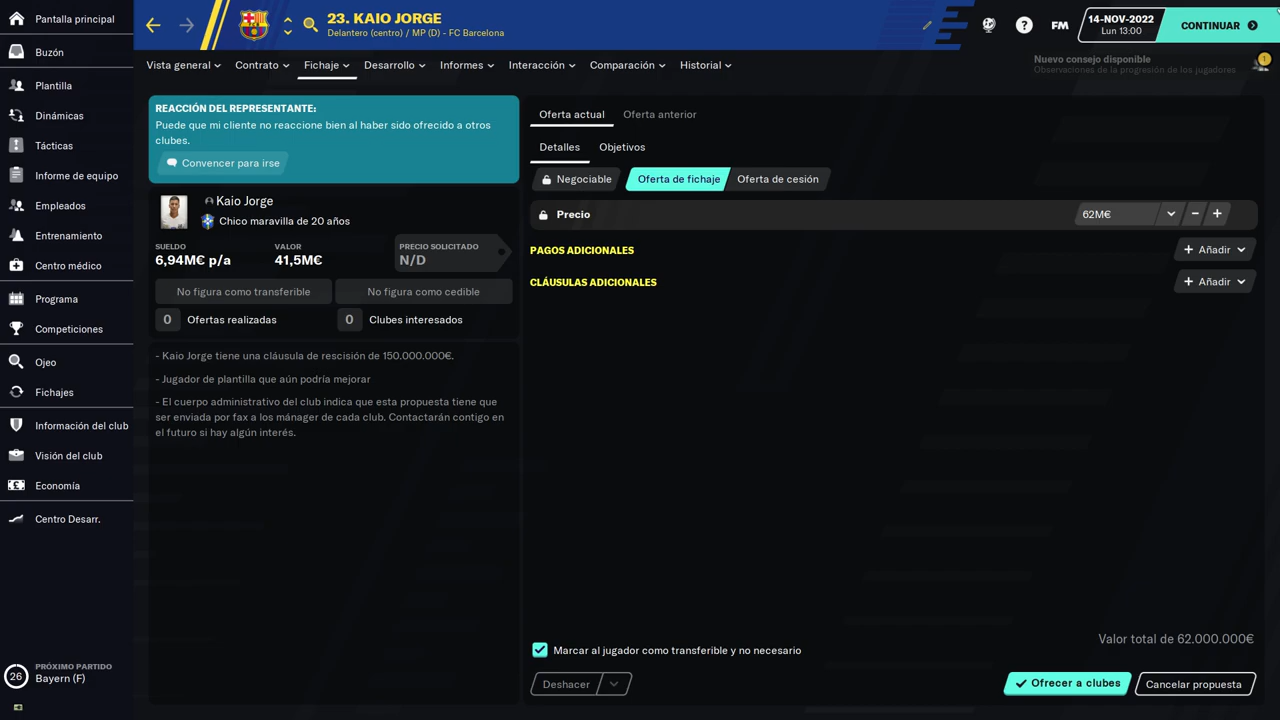 Pantalla principal
Buzón
Plantilla
Dinámicas
Tácticas
Informe de equipo
Empleados
Entrenamiento
Centro médico
Programa
Competiciones
Ojeo
Fichajes
Información del club
Visión del club
Economía
Centro Desarr.
26
PRÓXIMO PARTIDO
Bayern (F)
23. KAIO JORGE
Delantero (centro) / MP (D) - FC Barcelona
?
FM
14-NOV-2022
Lun 13:00
CONTINUAR
Vista general
Contrato
Fichaje
Desarrollo
Informes
Interacción
Comparación
Historial
Nuevo consejo disponible
Observaciones de la progresión de los jugadores
1
REACCIÓN DEL REPRESENTANTE:
Puede que mi cliente no reaccione bien al haber sido ofrecido a otros
clubes.
Convencer para irse
Kaio Jorge
Chico maravilla de 20 años
SUELDO
6,94M€ p/a
VALOR
41,5M€
PRECIO SOLICITADO
N/D
No figura como transferible
No figura como cedible
0 Ofertas realizadas
0 Clubes interesados
- Kaio Jorge tiene una cláusula de rescisión de 150.000.000€.
- Jugador de plantilla que aún podría mejorar
- El cuerpo administrativo del club indica que esta propuesta tiene que
ser enviada por fax a los mánager de cada club. Contactarán contigo en
el futuro si hay algún interés.
Oferta actual
Oferta anterior
Detalles
Objetivos
Negociable
Oferta de fichaje
Oferta de cesión
Precio
62M€
PAGOS ADICIONALES
Añadir
CLÁUSULAS ADICIONALES
Añadir
Valor total de 62.000.000€
Marcar al jugador como transferible y no necesario
Deshacer
Ofrecer a clubes
Cancelar propuesta